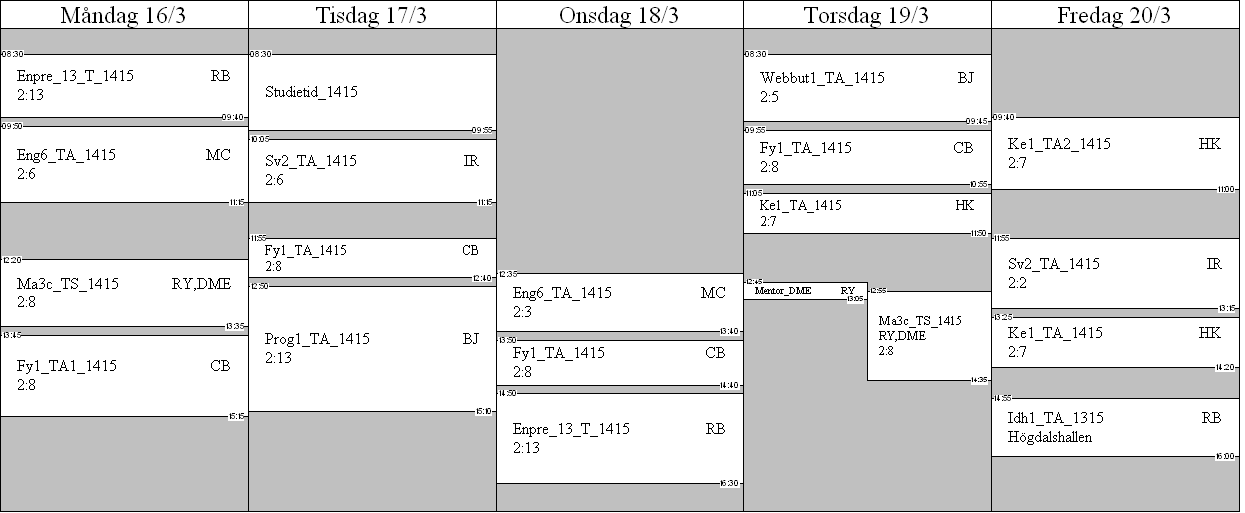 Måndag 16/3
08:30
Enpre_13_T_1415 RB
2:13
09:40
09:50
Eng6_TA_1415 MC
2:6
11:15
12:20
Ma3c_TS_1415 RY,DME
2:8
13:35
13:45
Fy1_TA1_1415 CB
2:8
15:15
Tisdag 17/3
08:30
Studietid_1415
09:55
10:05
Sv2_TA_1415 IR
2:6
11:15
11:55
Fy1_TA_1415 CB
2:8
12:40
12:50
Prog1_TA_1415 BJ
2:13
15:10
Onsdag 18/3
12:35
Eng6_TA_1415 MC
2:3
13:40
13:50
Fy1_TA_1415 CB
2:8
14:40
14:50
Enpre_13_T_1415 RB
2:13
16:30
Torsdag 19/3
08:30
Webbut1_TA_1415 BJ
2:5
09:45
09:55
Fy1_TA_1415 CB
2:8
10:55
11:05
Ke1_TA_1415 HK
2:7
11:50
12:45
Mentor_DME RY
13:05
12:55
Ma3c_TS_1415
RY,DME
2:8
14:35
Fredag 20/3
09:40
Ke1_TA2_1415 HK
2:7
11:00
11:55
Sv2_TA_1415 IR
2:2
13:15
13:25
Ke1_TA_1415 HK
2:7
14:20
14:55
Idh1_TA_1315 RB
Högdalshallen
16:00